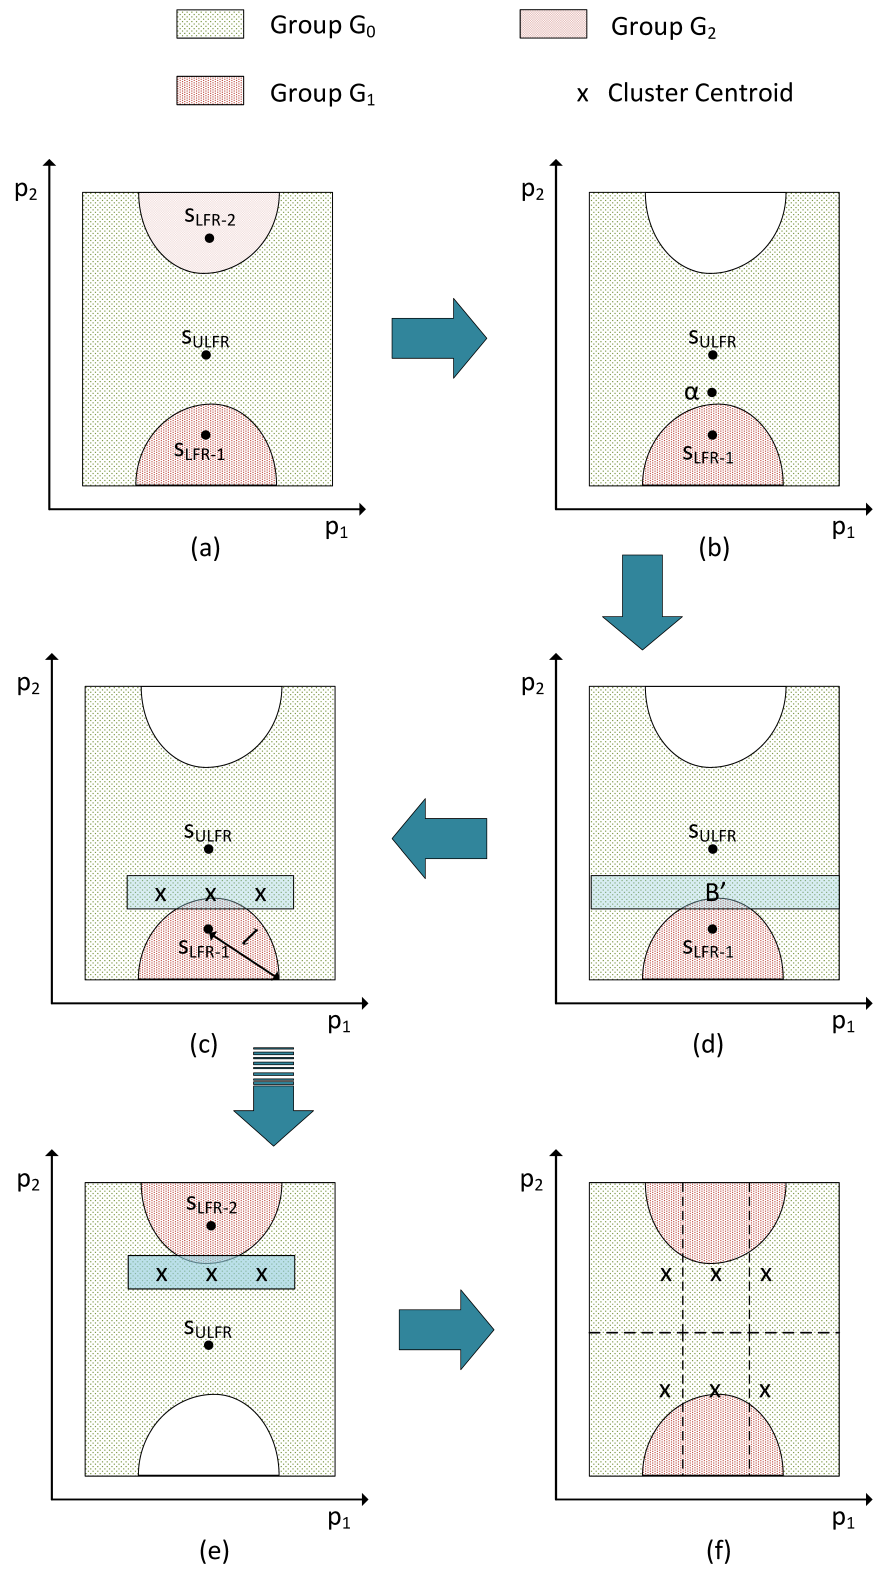 Group G0
Group G2
Group G1
x Cluster Centroid
p2
sLFR-2
sULFR
sLFR-1
p1
(a)
p2
sULFR
α
sLFR-1
p1
(b)
p2
sULFR
x x x
sLFR-1
l
p1
(c)
p2
sULFR
B’
sLFR-1
p1
(d)
p2
sLFR-2
x x x
sULFR
p1
(e)
p2
x x x
x x x
p1
(f)